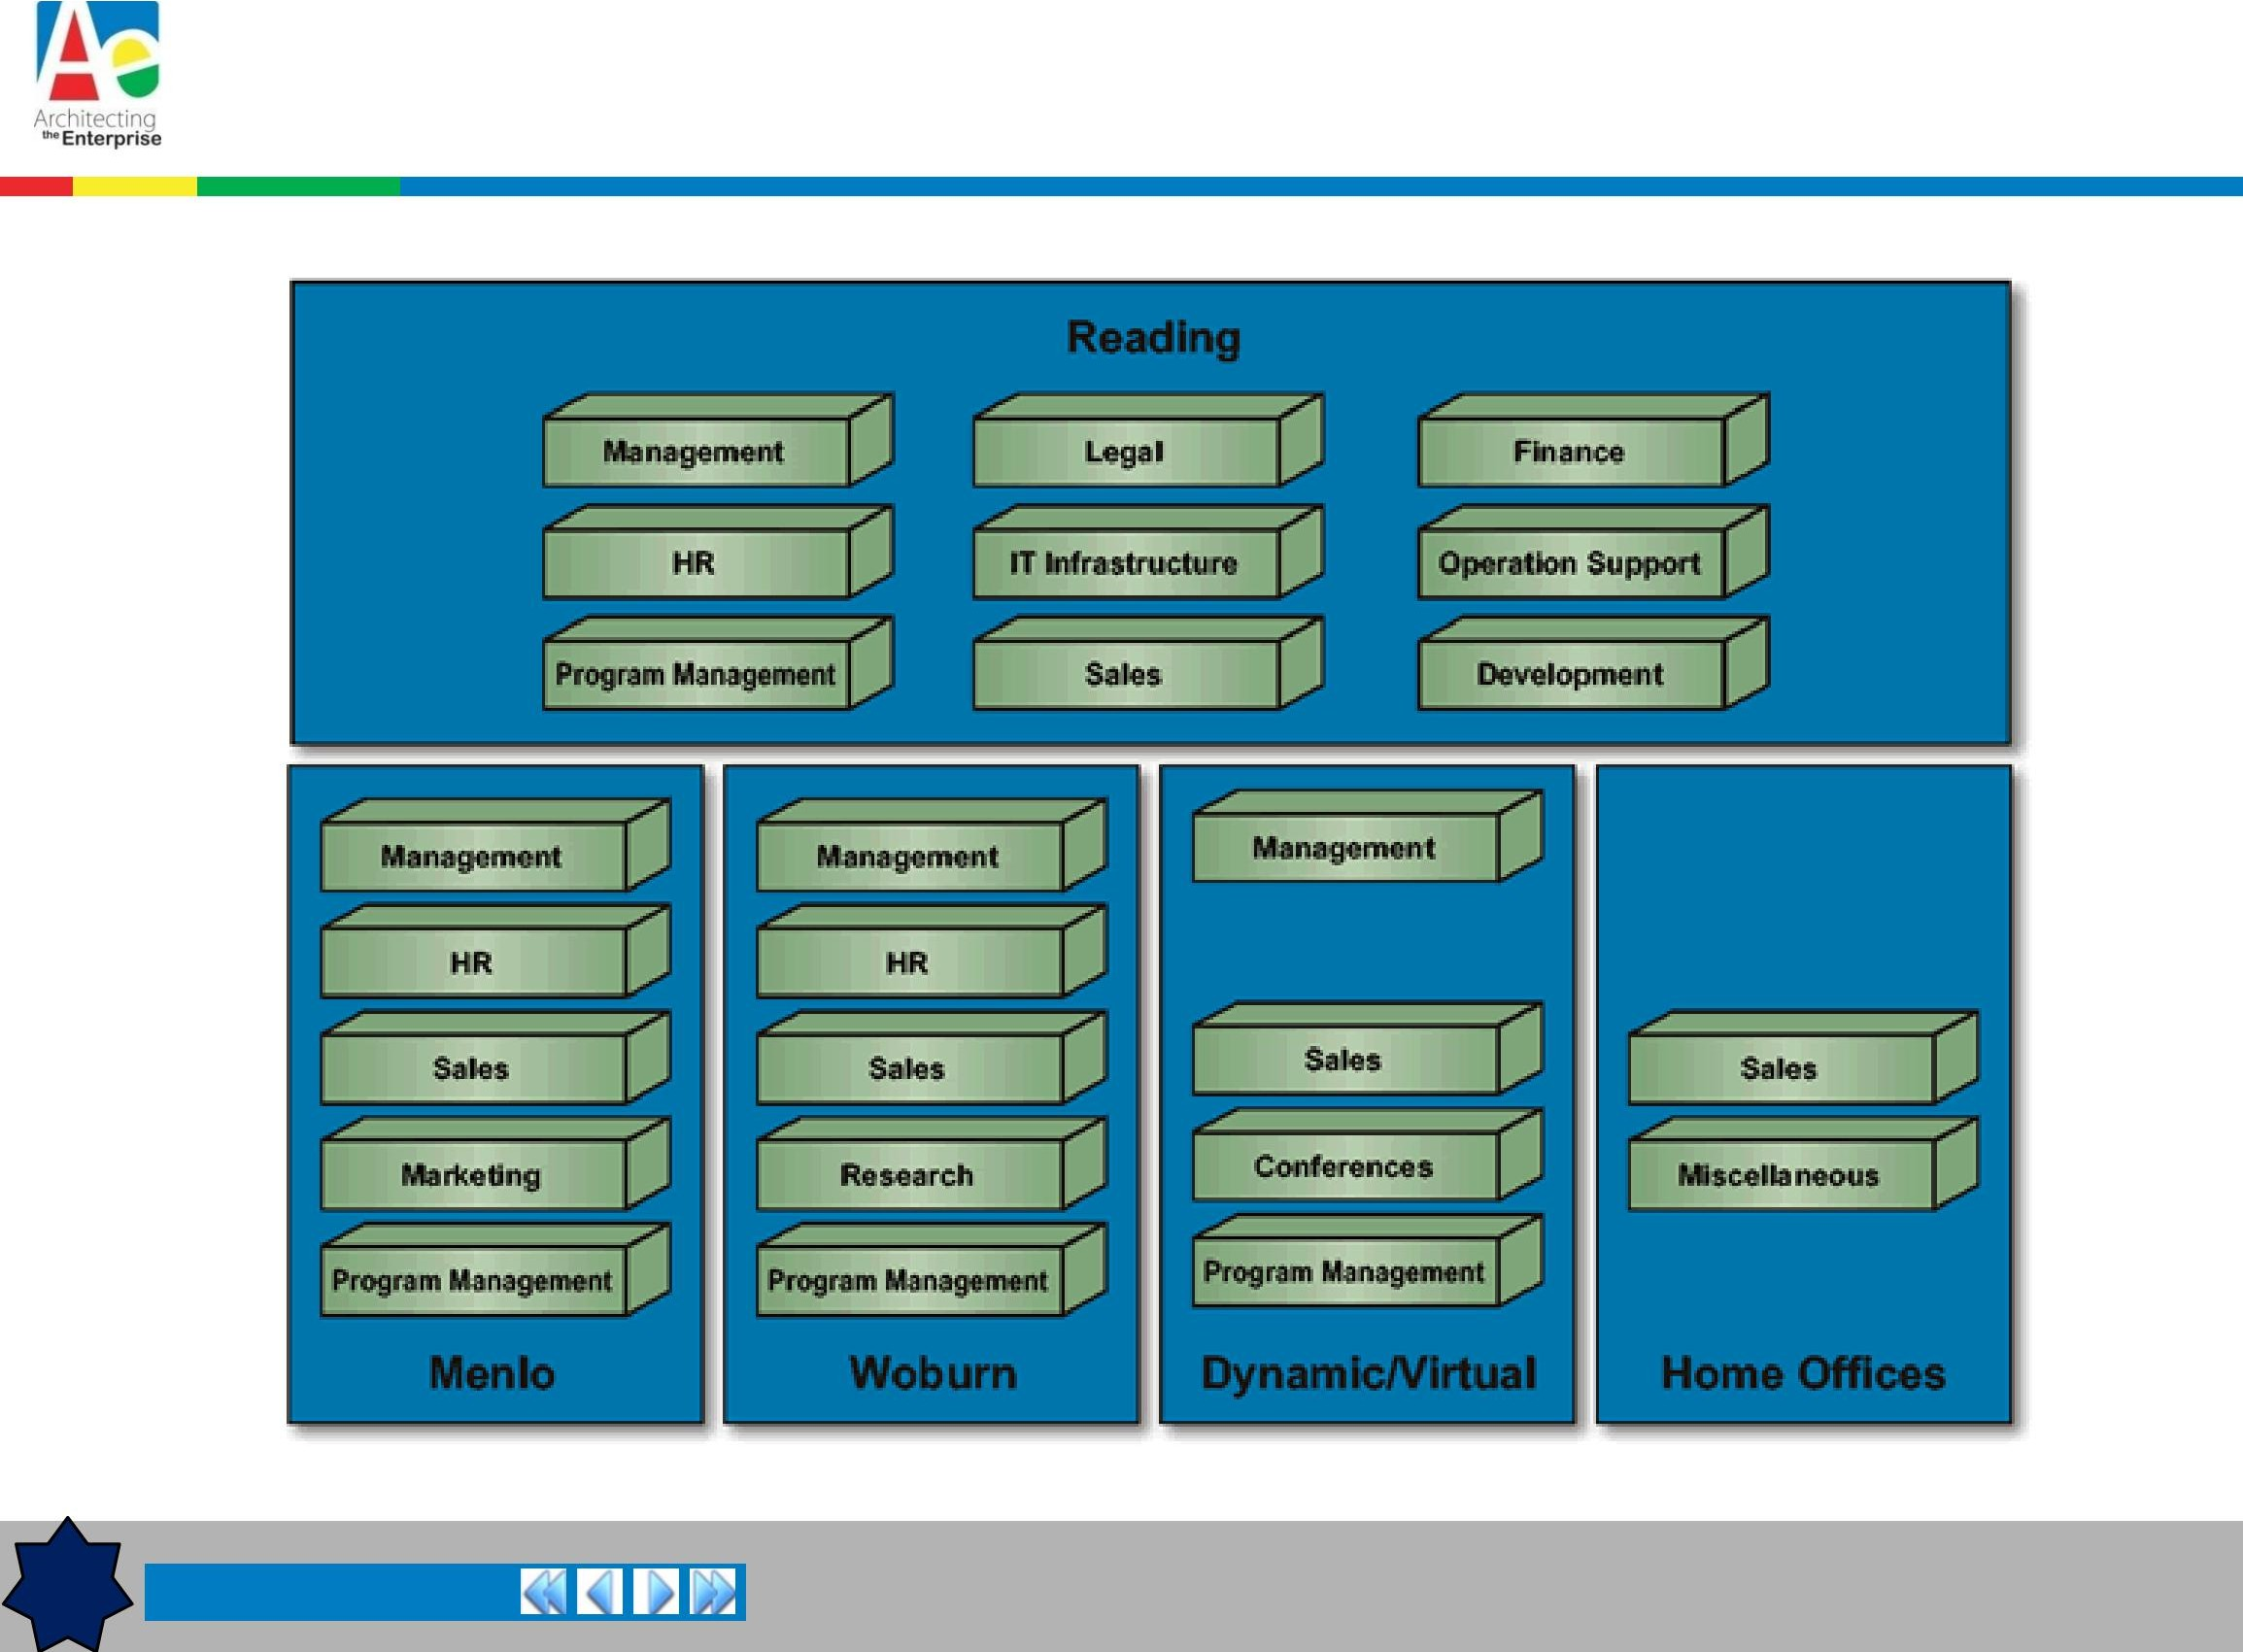 Architecting
the Enterprise
Reading
Management
Legal
Finance
HR
IT Infrastructure
Operation Support
Program Management
Sales
Development
Management
HR
Sales
Marketing
Program Management
Menlo
Management
HR
Sales
Research
Program Management
Woburn
Management
Sales
Conferences
Program Management
Dynamic/Virtual
Sales
Miscellaneous
Home Offices